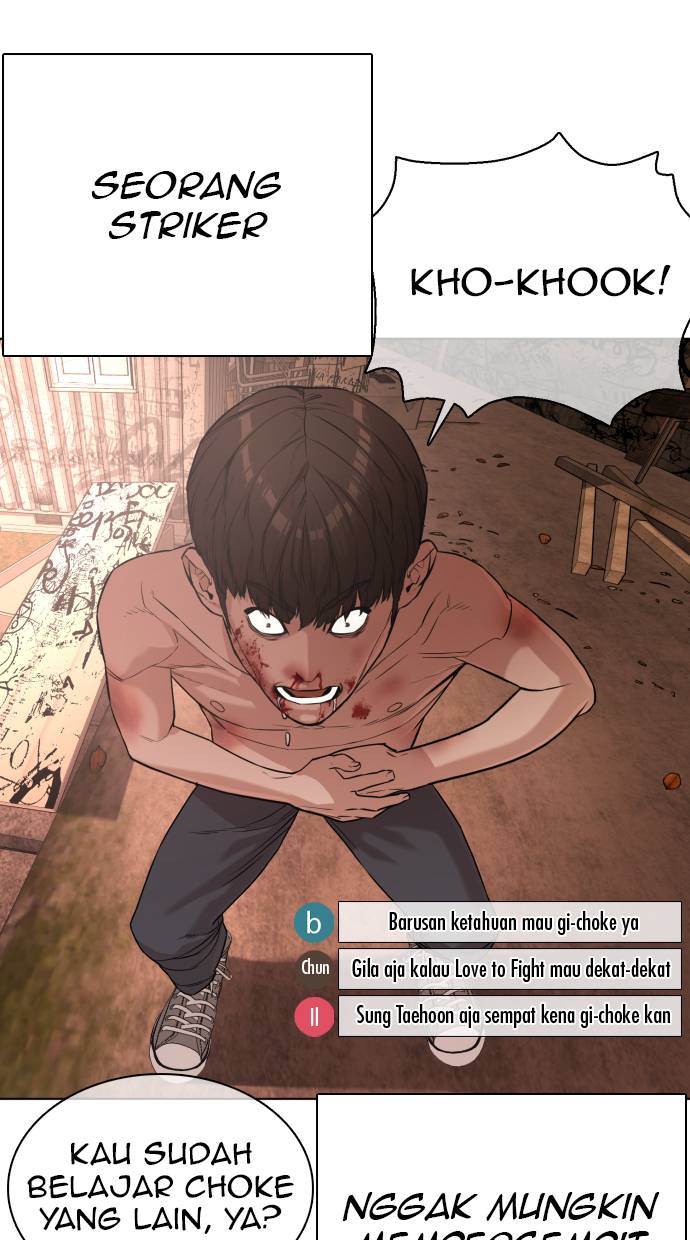 SEORANG
STRIKER
KHO-KHOOK!
b
Barusan ketahuan mau gi-choke ya
Chun
Gila aja kalau Love to Fight mau dekat-dekat
Il
Sung Taehoon aja sempat kena gi-choke kan
KAU SUDAH
BELAJAR CHOKE
YANG LAIN, YA?
NGGAK MUNGKIN